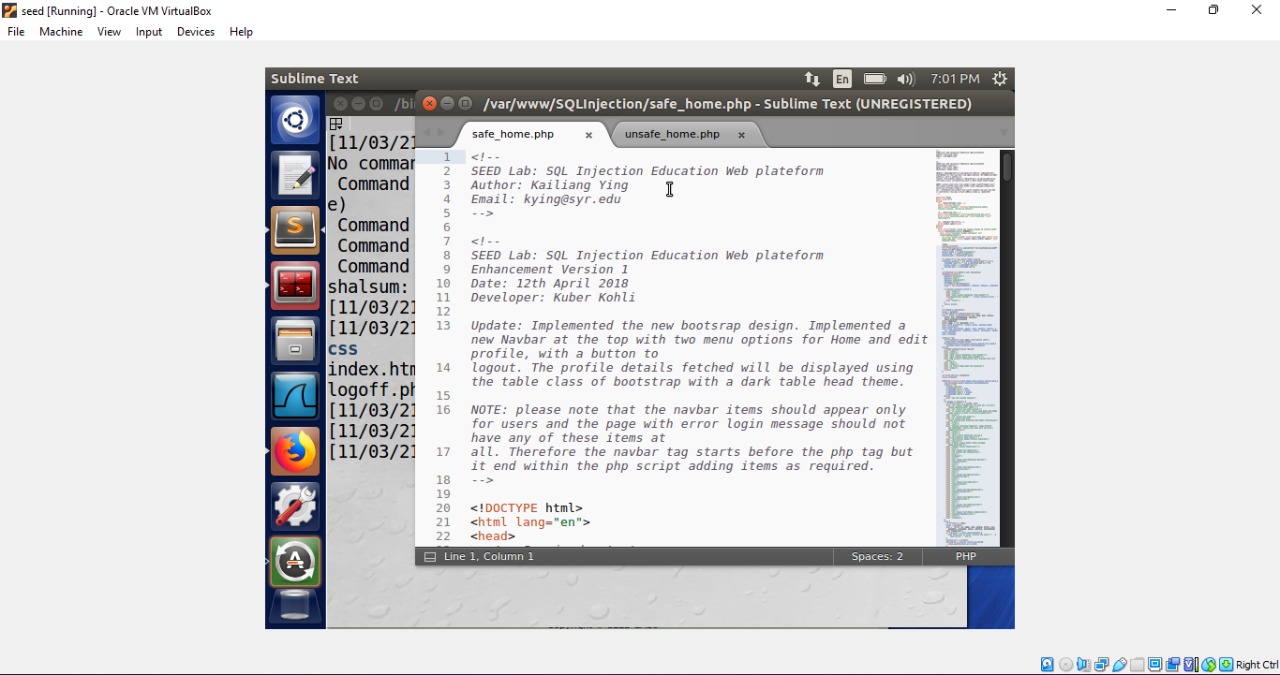 seed [Running] - Oracle VM VirtualBox
File Machine View Input Devices Help
Sublime Text
En
7:01 PM
/bi
/var/www/SQLInjection/safe_home.php - Sublime Text (UNREGISTERED)
safe_home.php
unsafe_home.php
[11/03/21
No comman
Command
e)
Command
Command
Command
shalsum:
[11/03/21
[11/03/21
css
index.htm
logoff.ph
[11/03/21
[11/03/21
[11/03/21
1 <!--
2 SEED Lab: SQL Injection Education Web plateform
3 Author: Kailiang Ying
4 Email: kying@syr.edu
5 -->
6
7 <!--
8 SEED Lab: SQL Injection Education Web plateform
9 Enhancement Version 1
10 Date: 12th April 2018
11 Developer: Kuber Kohli
12
13 Update: Implemented the new bootsrap design. Implemented a
new Navbar at the top with two menu options for Home and edit
profile, with a button to
14 logout. The profile details fetched will be displayed using
the table class of bootstrap with a dark table head theme.
15
16 NOTE: please note that the navbar items should appear only
for users and the page with error login message should not
have any of these items at
17 all. Therefore the navbar tag starts before the php tag but
it end within the php script adding items as required.
18 -->
19
20 <!DOCTYPE html>
21 <html lang="en">
22 <head>
Line 1, Column 1
Spaces: 2
PHP
Right Ctrl